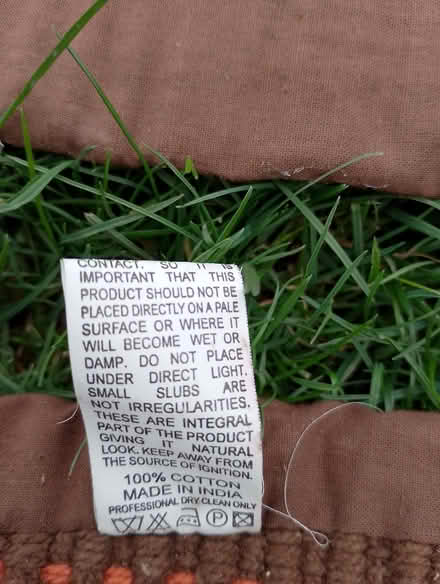 CONTACT. SO IT IS
IMPORTANT THAT THIS
PRODUCT SHOULD NOT BE
PLACED DIRECTLY ON A PALE
SURFACE OR WHERE IT
WILL BECOME WET OR
DAMP. DO NOT PLACE
UNDER DIRECT LIGHT.
SMALL SLUBS ARE
NOT IRREGULARITIES.
THESE ARE INTEGRAL
PART OF THE PRODUCT
GIVING IT NATURAL
LOOK. KEEP AWAY FROM
THE SOURCE OF IGNITION.
100% COTTON
MADE IN INDIA
PROFESSIONAL DRY CLEAN ONLY
P